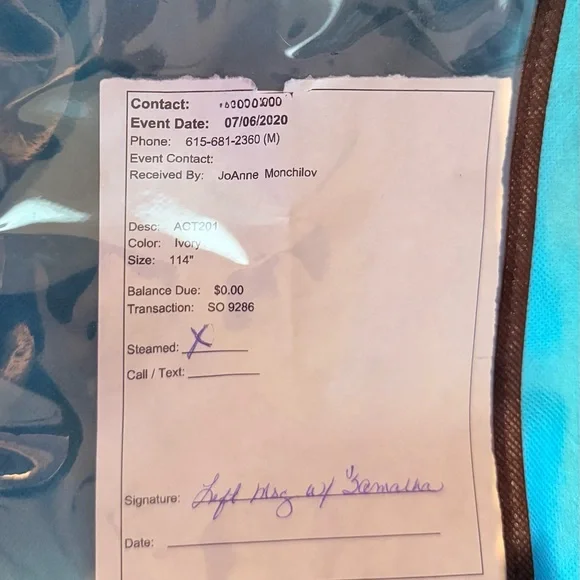 Contact:
Event Date: 07/06/2020
Phone: 615-681-2360 (M)
Event Contact:
Received By: JoAnne Monchilov
Desc: ACT201
Color: Ivory
Size: 114"
Balance Due: $0.00
Transaction: SO 9286
Steamed: X
Call / Text:
Signature: Left Msg w/
Date: